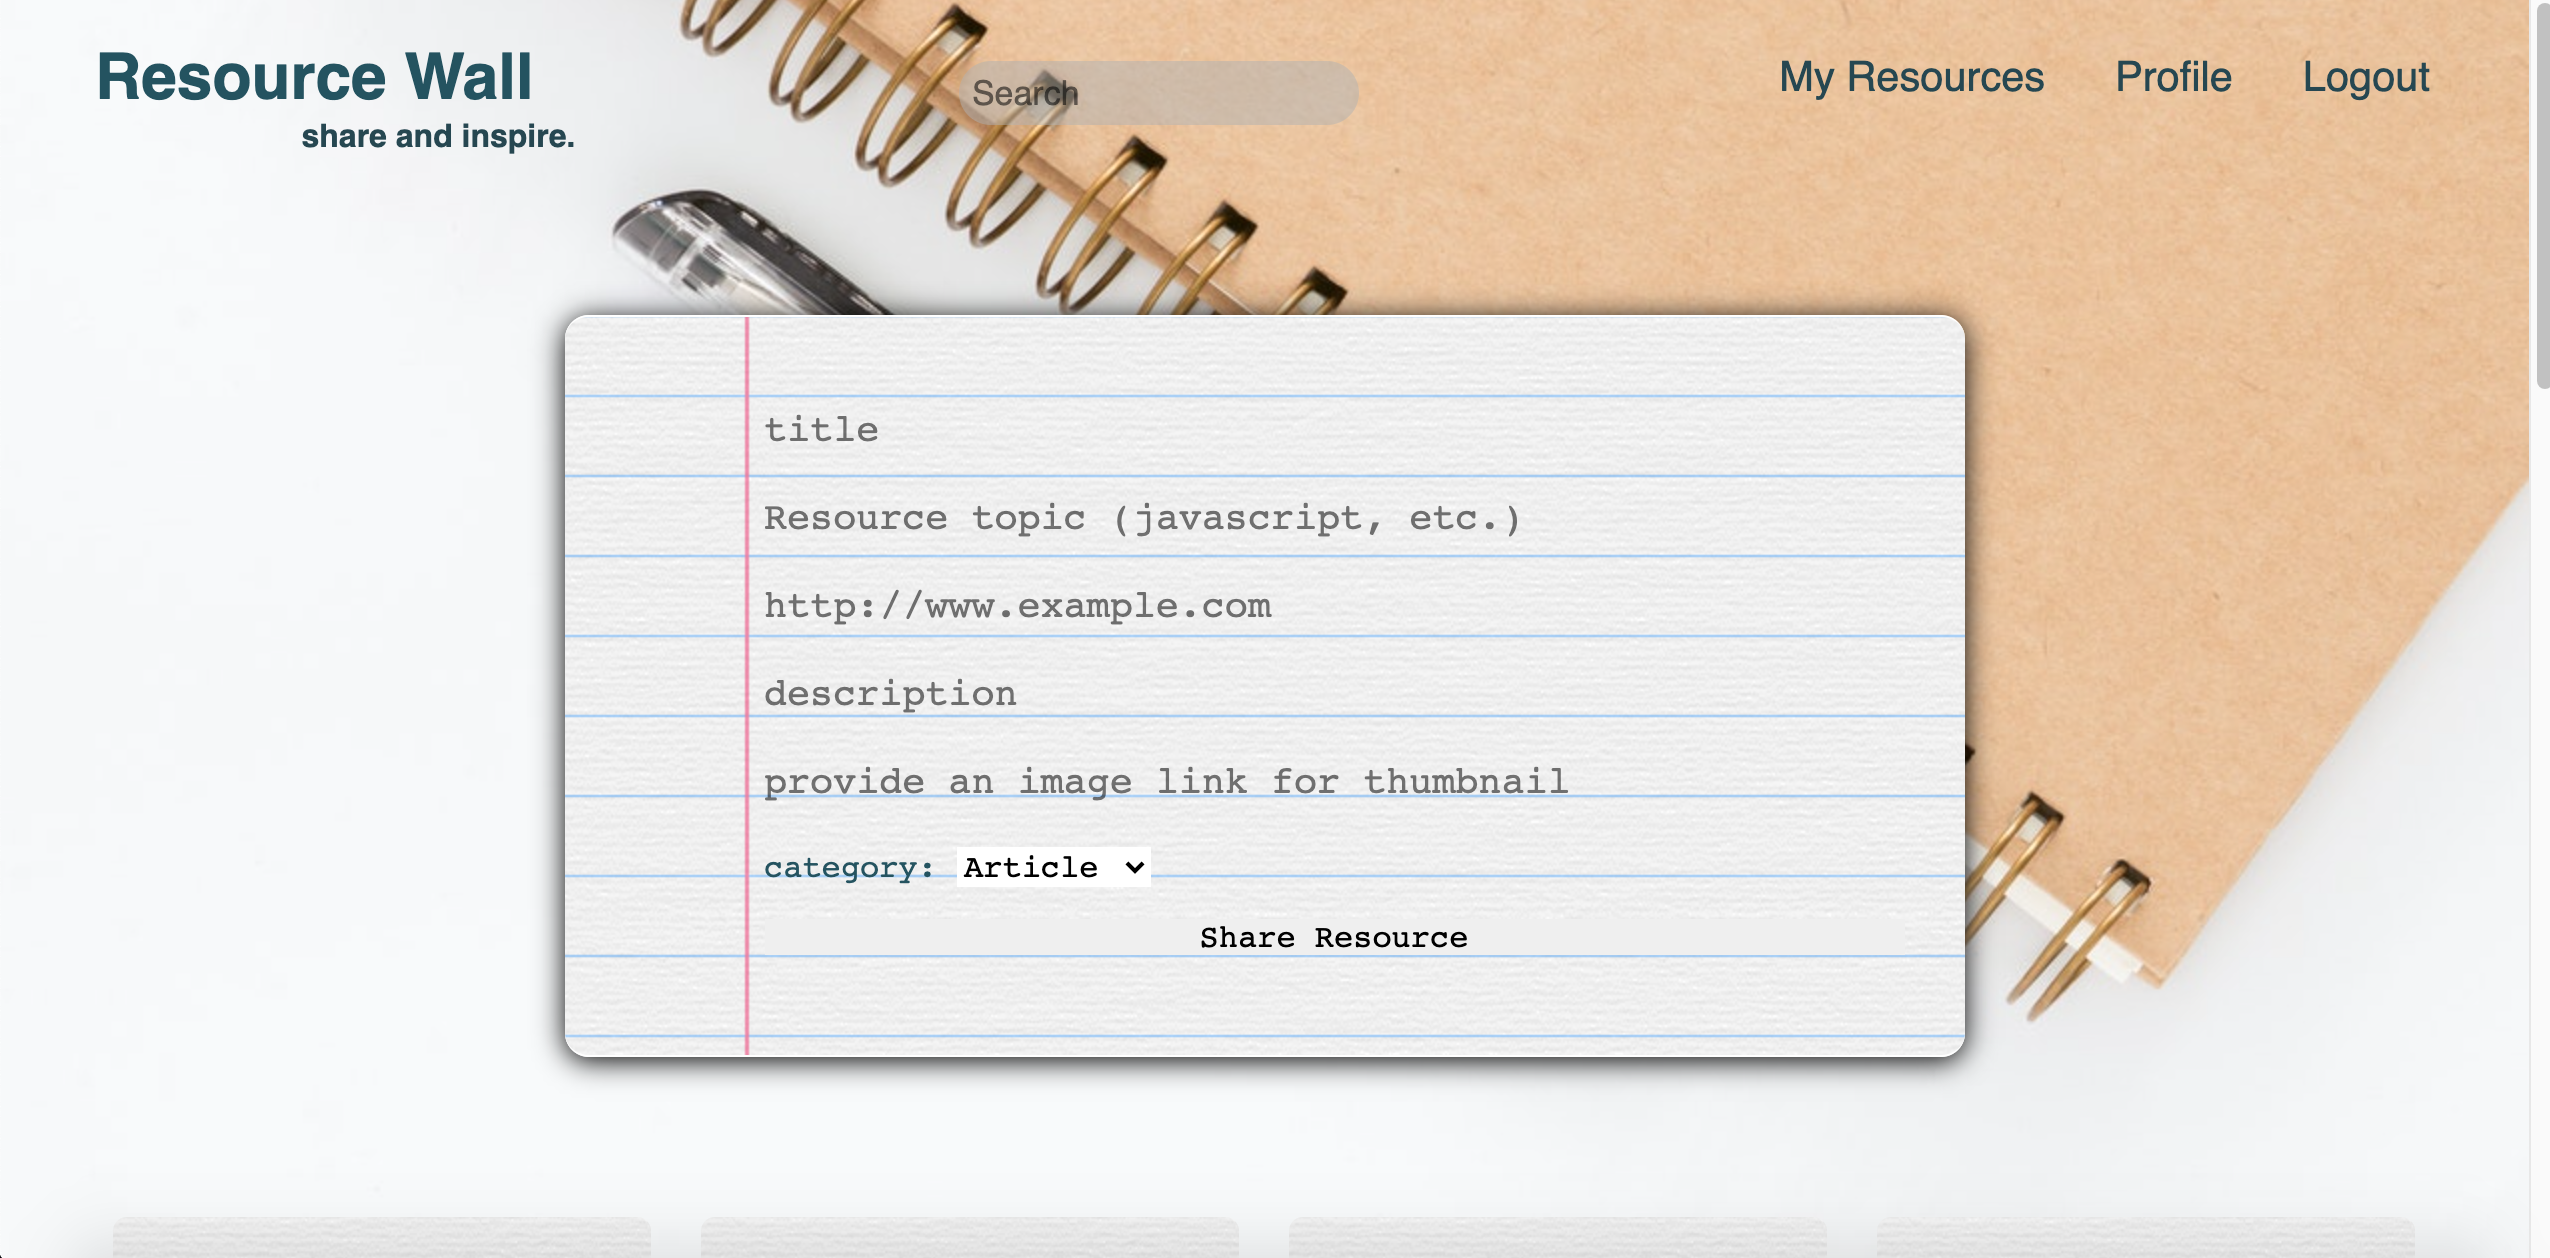 Resource Wall
share and inspire.
Search
My Resources
Profile
Logout
title
Resource topic (javascript, etc.)
http://www.example.com
description
provide an image link for thumbnail
category: Article
Share Resource